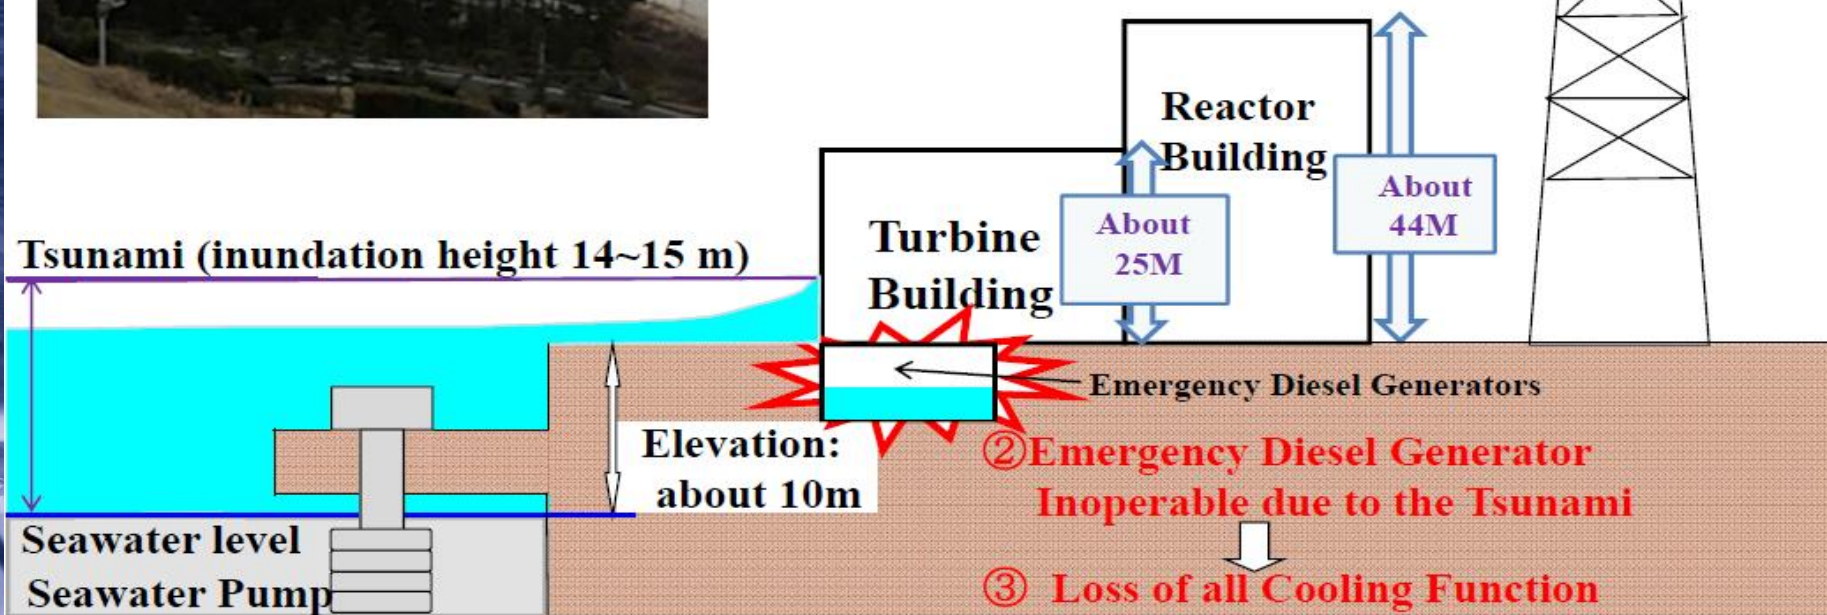 Reactor
Building
About
44M
About
25M
Turbine
Building
Tsunami (inundation height 14~15 m)
Emergency Diesel Generators
Elevation:
about 10m
②Emergency Diesel Generator
Inoperable due to the Tsunami
Seawater level
Seawater Pump
③ Loss of all Cooling Function